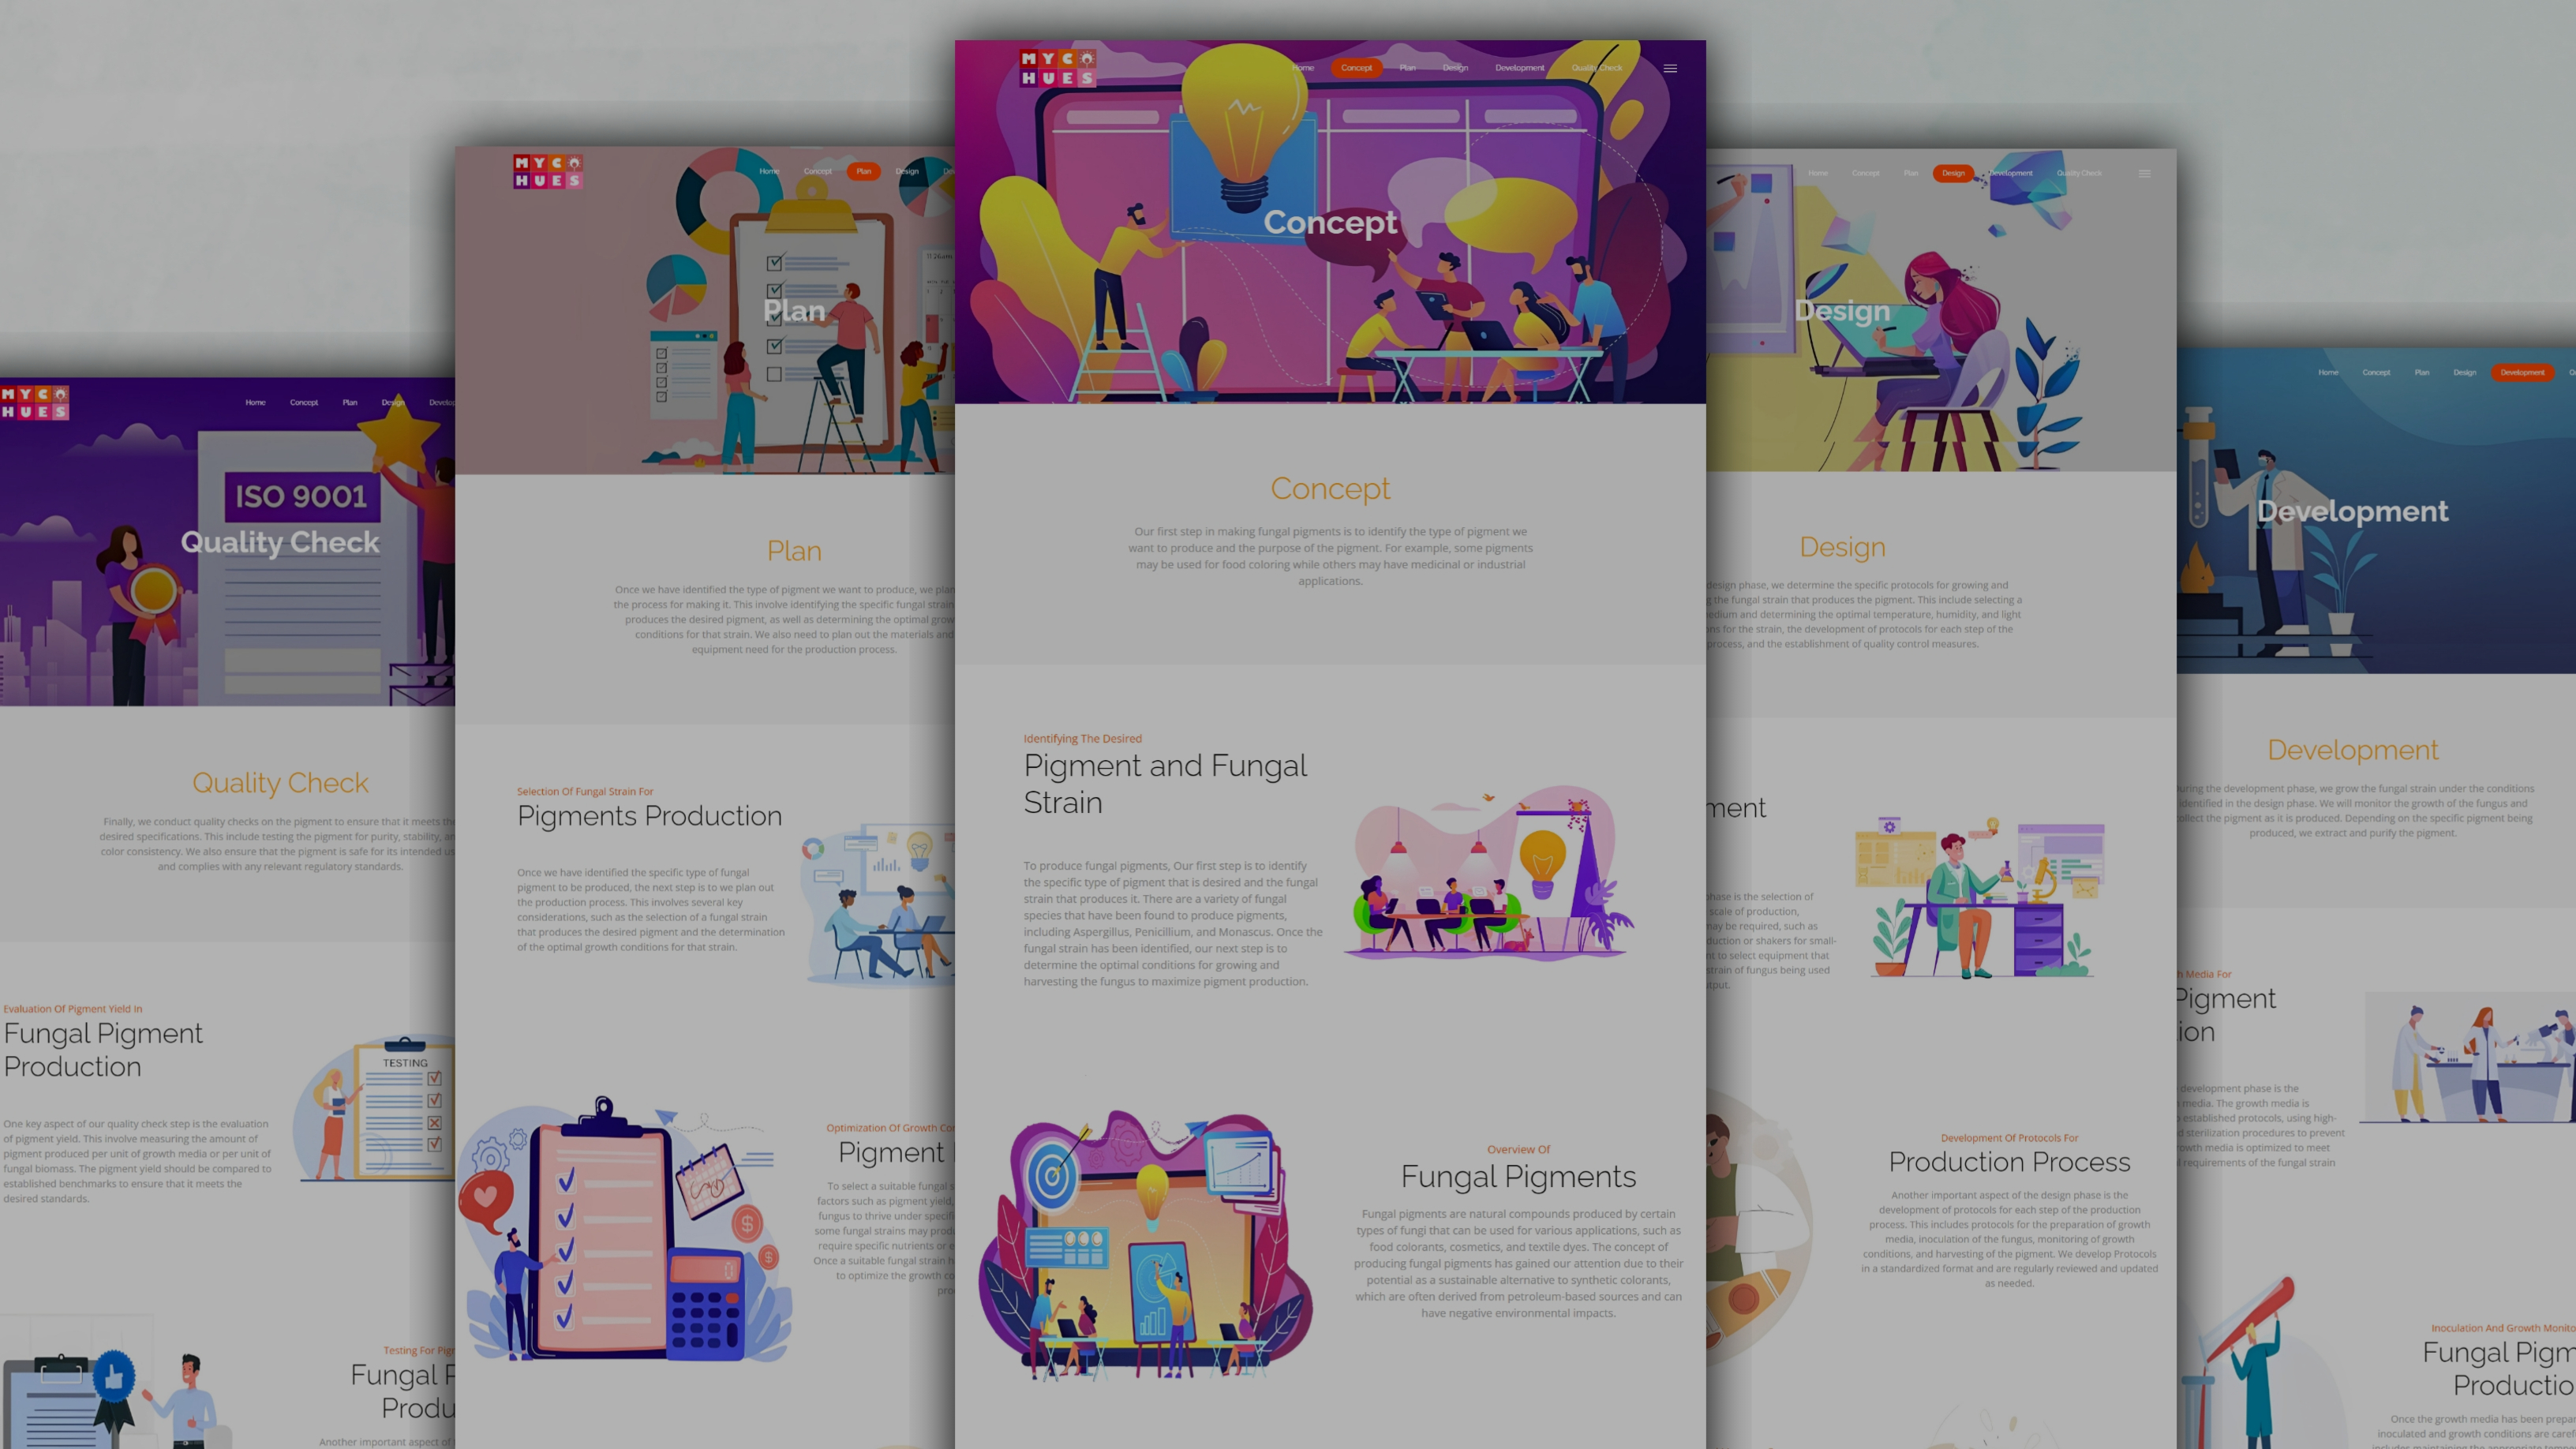 MYCO
HUES
Home Concept Plan Design Development Quality Check
Concept
Concept
Our first step in making fungal pigments is to identify the type of pigment we
want to produce and the purpose of the pigment. For example, some pigments
may be used for food coloring while others may have medicinal or industrial
applications.
Identifying The Desired
Pigment and Fungal
Strain
To produce fungal pigments, Our first step is to identify
the specific type of pigment that is desired and the fungal
strain that produces it. There are a variety of fungal
species that have been found to produce pigments,
including Aspergillus, Penicillium, and Monascus. Once the
fungal strain has been identified, our next step is to
determine the optimal conditions for growing and
harvesting the fungus to maximize pigment production.
Overview Of
Fungal Pigments
Fungal pigments are natural compounds produced by certain
types of fungi that can be used for various applications, such as
food colorants, cosmetics, and textile dyes. The concept of
producing fungal pigments has gained our attention due to their
potential as a sustainable alternative to synthetic colorants,
which are often derived from petroleum-based sources and can
have negative environmental impacts.
MYCO
HUES
Home Concept Plan Design
Plan
Plan
Once we have identified the type of pigment we want to produce, we plan
the process for making it. This involve identifying the specific fungal strain
produces the desired pigment, as well as determining the optimal
conditions for that strain. We also need to plan out the materials and
equipment need for the production process.
Selection Of Fungal Strain For
Pigments Production
Once we have identified the specific type of fungal
pigment to be produced, the next step is to we plan out
the production process. This involves several key
considerations, such as the selection of a fungal strain
that produces the desired pigment and the determination
of the optimal growth conditions for that strain.
Optimization Of Growth
Pigment
To select a suitable fungal
factors such as pigment yield,
fungus to thrive under
some fungal strains may
require specific nutrients or
Once a suitable fungal strain
to optimize the growth
Home Concept Plan Design Development Quality Check
Design
Design
design phase, we determine the specific protocols for growing and
the fungal strain that produces the pigment. This include selecting a
and determining the optimal temperature, humidity, and light
for the strain, the development of protocols for each step of the
process, and the establishment of quality control measures.
phase is the selection of
scale of production,
may be required, such as
or shakers for small-
to select equipment that
strain of fungus being used
Development Of Protocols For
Production Process
Another important aspect of the design phase is the
development of protocols for each step of the production
process. This includes protocols for the preparation of growth
media, inoculation of the fungus, monitoring of growth
conditions, and harvesting of the pigment. We develop Protocols
in a standardized format and are regularly reviewed and updated
as needed.
MYCO
HUES
Home Concept Plan Design
ISO 9001
Quality Check
Quality Check
Finally, we conduct quality checks on the pigment to ensure that it meets
desired specifications. This include testing the pigment for purity, stability,
color consistency. We also ensure that the pigment is safe for its intended
and complies with any relevant regulatory standards.
Evaluation Of Pigment Yield In
Fungal Pigment
Production
TESTING
One key aspect of our quality check step is the evaluation
of pigment yield. This involve measuring the amount of
pigment produced per unit of growth media or per unit of
fungal biomass. The pigment yield should be compared to
established benchmarks to ensure that it meets the
desired standards.
Testing For
Fungal
Another important aspect of
Home Concept Plan Design Development
Development
Development
the development phase, we grow the fungal strain under the conditions
identified in the design phase. We will monitor the growth of the fungus and
collect the pigment as it is produced. Depending on the specific pigment being
produced, we extract and purify the pigment.
Media For
Pigment
development phase is the
media. The growth media is
established protocols, using high-
sterilization procedures to prevent
media is optimized to meet
requirements of the fungal strain
Inoculation And Growth
Fungal
Once the growth media has been
inoculated and growth conditions are